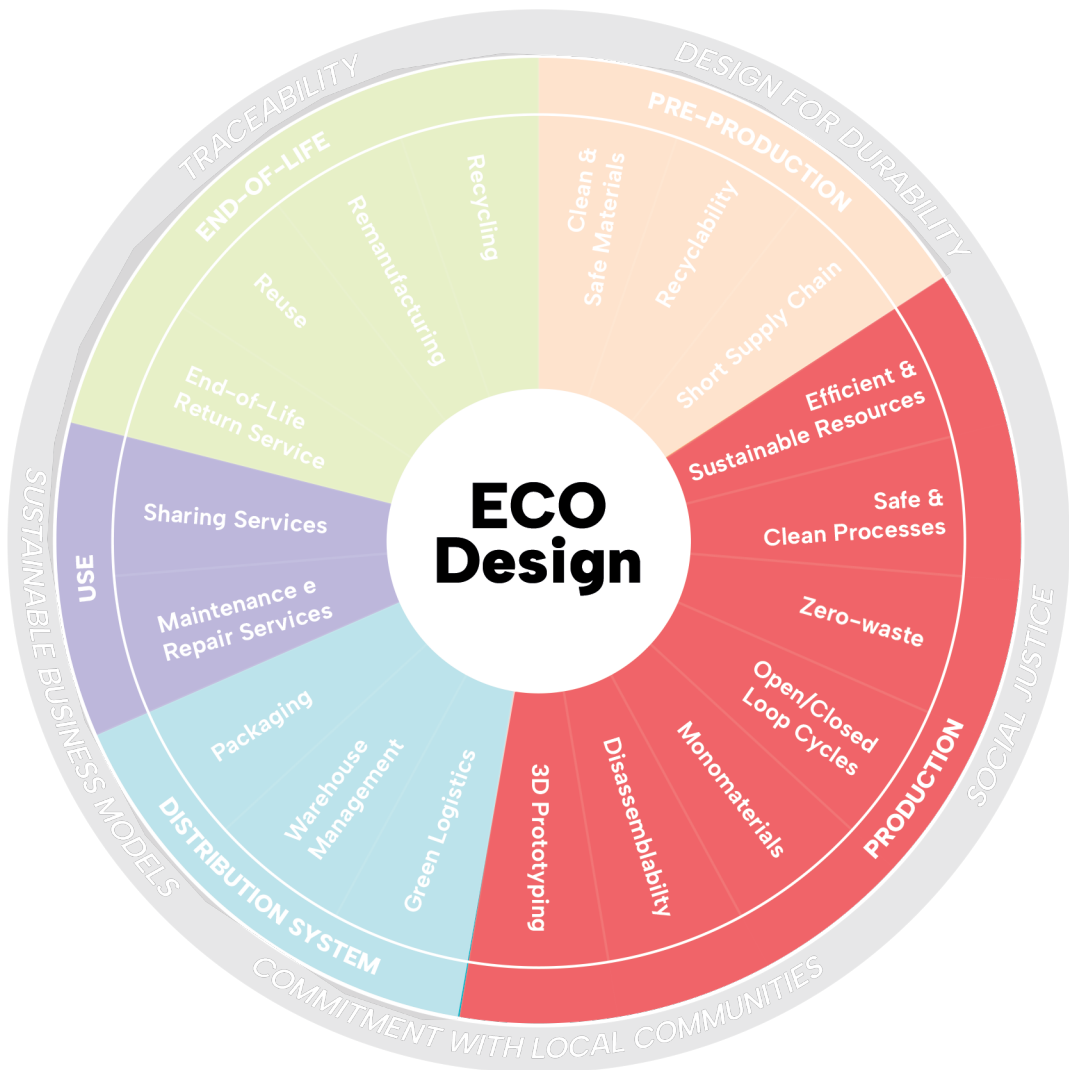 ECO
Design
DESIGN FOR DURABILITY
PRE-PRODUCTION
Clean &
Safe Materials
Recyclability
Short Supply Chain
SOCIAL JUSTICE
PRODUCTION
Efficient &
Sustainable Resources
Safe &
Clean Processes
Zero-waste
Open/Closed
Loop Cycles
Monomaterials
Disassemblabilty
3D Prototyping
COMMITMENT WITH LOCAL COMMUNITIES
DISTRIBUTION SYSTEM
Green Logistics
Warehouse
Management
Packaging
SUSTAINABLE BUSINESS MODELS
USE
Maintenance e
Repair Services
Sharing Services
TRACEABILITY
END-OF-LIFE
End-of-Life
Return Service
Reuse
Remanufacturing
Recycling